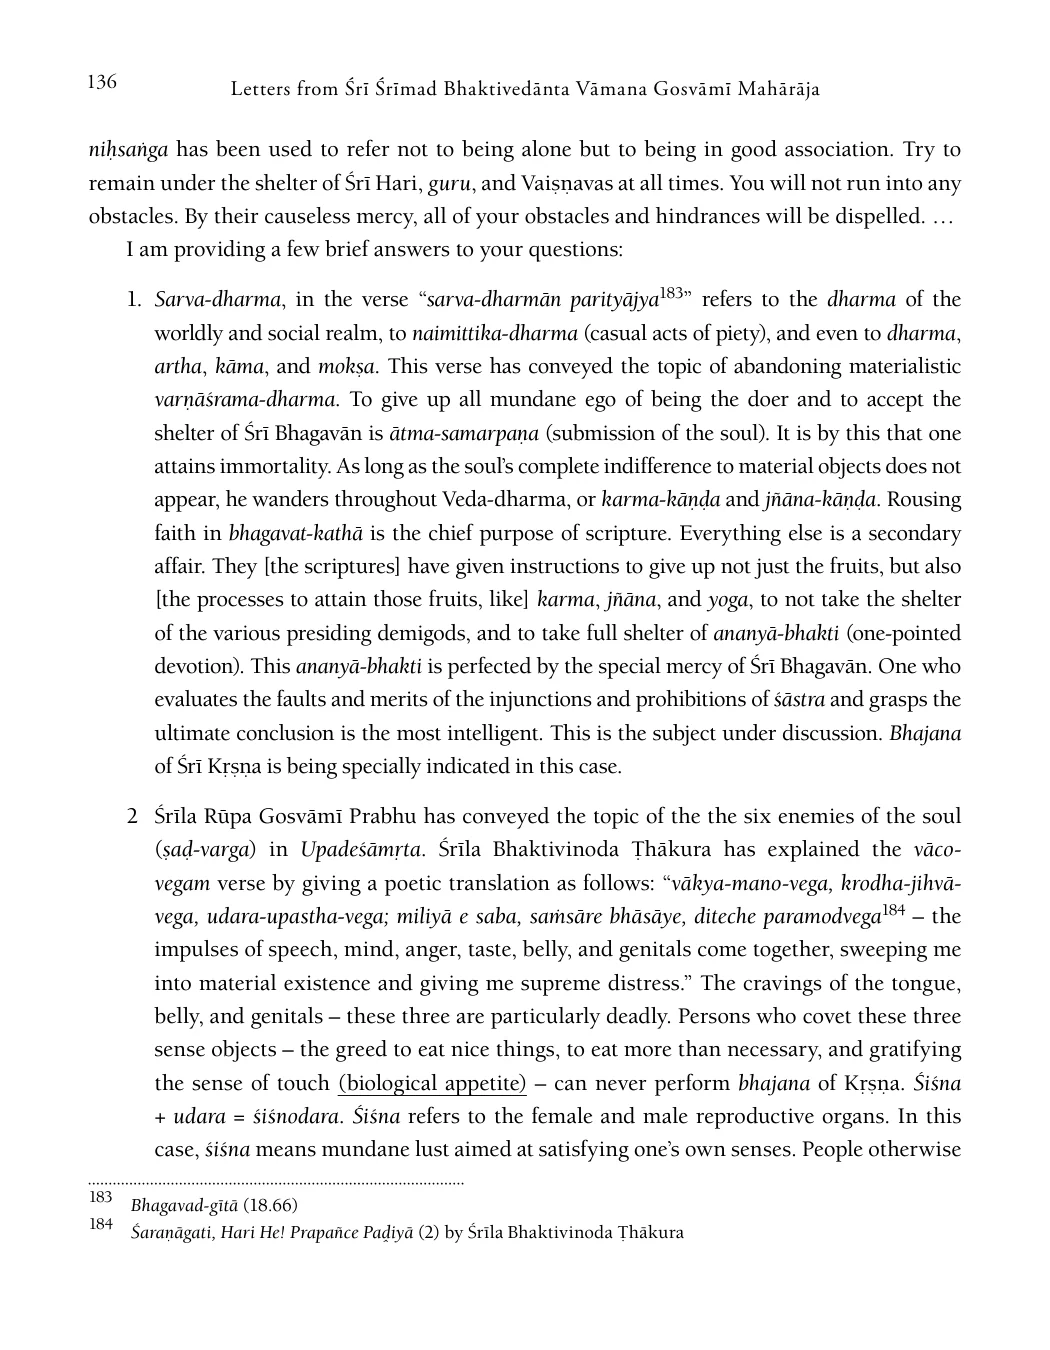 136
Letters from Śrī Śrīmad Bhaktivedānta Vāmana Gosvāmī Mahārāja
niḥsaṅga has been used to refer not to being alone but to being in good association. Try to
remain under the shelter of Śrī Hari, guru, and Vaiṣṇavas at all times. You will not run into any
obstacles. By their causeless mercy, all of your obstacles and hindrances will be dispelled. …
I am providing a few brief answers to your questions:
1. Sarva-dharma, in the verse “sarva-dharmān parityājya183” refers to the dharma of the
worldly and social realm, to naimittika-dharma (casual acts of piety), and even to dharma,
artha, kāma, and mokṣa. This verse has conveyed the topic of abandoning materialistic
varṇāśrama-dharma. To give up all mundane ego of being the doer and to accept the
shelter of Śrī Bhagavān is ātma-samarpaṇa (submission of the soul). It is by this that one
attains immortality. As long as the soul’s complete indifference to material objects does not
appear, he wanders throughout Veda-dharma, or karma-kāṇḍa and jñāna-kāṇḍa. Rousing
faith in bhagavat-kathā is the chief purpose of scripture. Everything else is a secondary
affair. They [the scriptures] have given instructions to give up not just the fruits, but also
[the processes to attain those fruits, like] karma, jñāna, and yoga, to not take the shelter
of the various presiding demigods, and to take full shelter of ananyā-bhakti (one-pointed
devotion). This ananyā-bhakti is perfected by the special mercy of Śrī Bhagavān. One who
evaluates the faults and merits of the injunctions and prohibitions of śāstra and grasps the
ultimate conclusion is the most intelligent. This is the subject under discussion. Bhajana
of Śrī Kṛṣṇa is being specially indicated in this case.
2 Śrīla Rūpa Gosvāmī Prabhu has conveyed the topic of the the six enemies of the soul
(ṣaḍ-varga) in Upadeśāmṛta. Śrīla Bhaktivinoda Ṭhākura has explained the vāco-
vegam verse by giving a poetic translation as follows: “vākya-mano-vega, krodha-jihvā-
vega, udara-upastha-vega; miliyā e saba, saṁsāre bhāsāye, diteche paramodvega184 – the
impulses of speech, mind, anger, taste, belly, and genitals come together, sweeping me
into material existence and giving me supreme distress.” The cravings of the tongue,
belly, and genitals – these three are particularly deadly. Persons who covet these three
sense objects – the greed to eat nice things, to eat more than necessary, and gratifying
the sense of touch (biological appetite) – can never perform bhajana of Kṛṣṇa. Śiśna
+ udara = śiśnodara. Śiśna refers to the female and male reproductive organs. In this
case, śiśna means mundane lust aimed at satisfying one’s own senses. People otherwise
183 Bhagavad-gītā (18.66)
184 Śaraṇāgati, Hari He! Prapañce Paḓiyā (2) by Śrīla Bhaktivinoda Ṭhākura